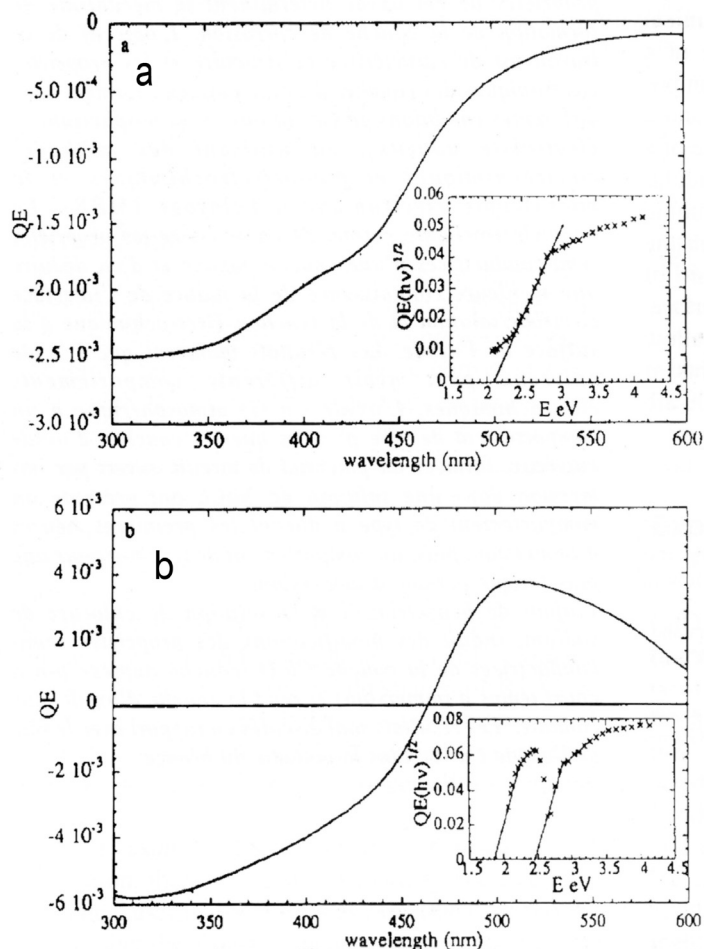 a
a
0
-5.0 10⁻⁴
-1.0 10⁻³
-1.5 10⁻³
-2.0 10⁻³
-2.5 10⁻³
-3.0 10⁻³
QE
300 350 400 450 500 550 600
wavelength (nm)
0.06
0.05
0.04
0.03
0.02
0.01
0
QE(hν)^1/2
1.5 2 2.5 3 3.5 4 4.5
E eV
b
b
6 10⁻³
4 10⁻³
2 10⁻³
0
-2 10⁻³
-4 10⁻³
-6 10⁻³
QE
300 350 400 450 500 550 600
wavelength (nm)
0.08
0.06
0.04
0.02
0.00
QE(hν)^1/2
1.5 2 2.5 3 3.5 4 4.5
E eV